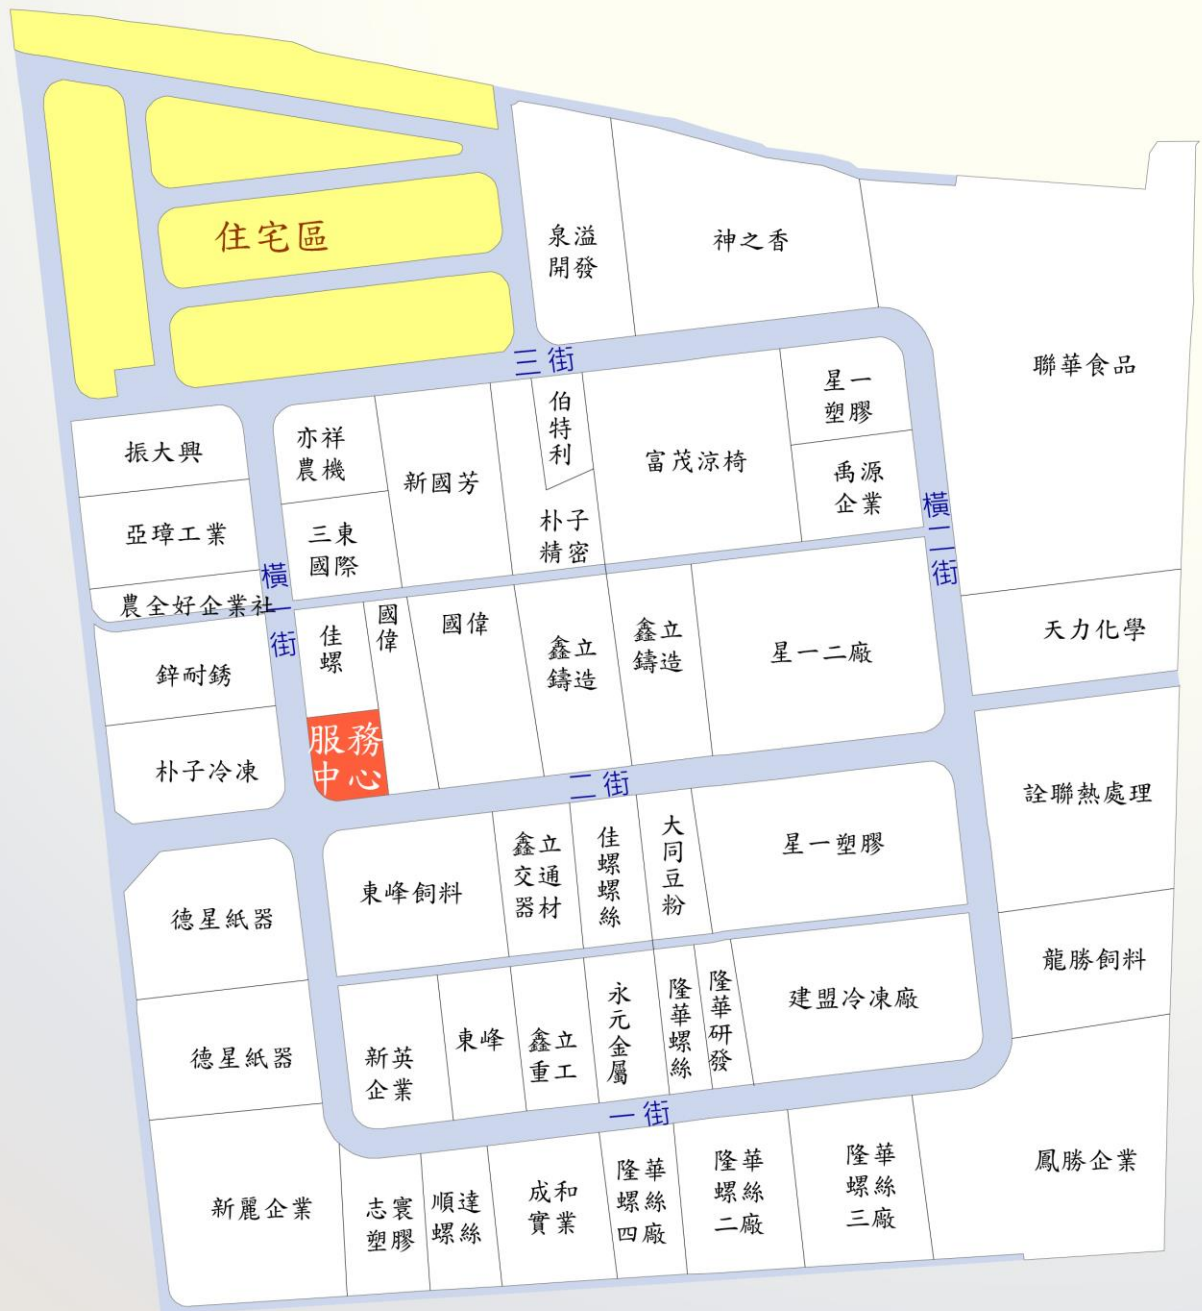 住宅區
泉溢
開發
神之香
聯華食品
三街
振大興
亞璋工業
農全好企業社
亦祥
農機
三東
國際
新國芳
伯特利
朴子
精密
富茂涼椅
星一
塑膠
禹源
企業
橫一街
橫二街
鋅耐銹
朴子冷凍
佳螺
服務
中心
國偉
國偉
鑫立
鑄造
鑫立
鑄造
星一二廠
天力化學
二街
詮聯熱處理
德星紙器
東峰飼料
鑫立
交通
器材
佳螺螺絲
大同豆粉
星一塑膠
龍勝飼料
德星紙器
新英
企業
東峰
鑫立
重工
永元金屬
隆華螺絲
隆華研發
建盟冷凍廠
一街
新麗企業
志寰
塑膠
順達
螺絲
成和
實業
隆華
螺絲
四廠
隆華
螺絲
二廠
隆華
螺絲
三廠
鳳勝企業